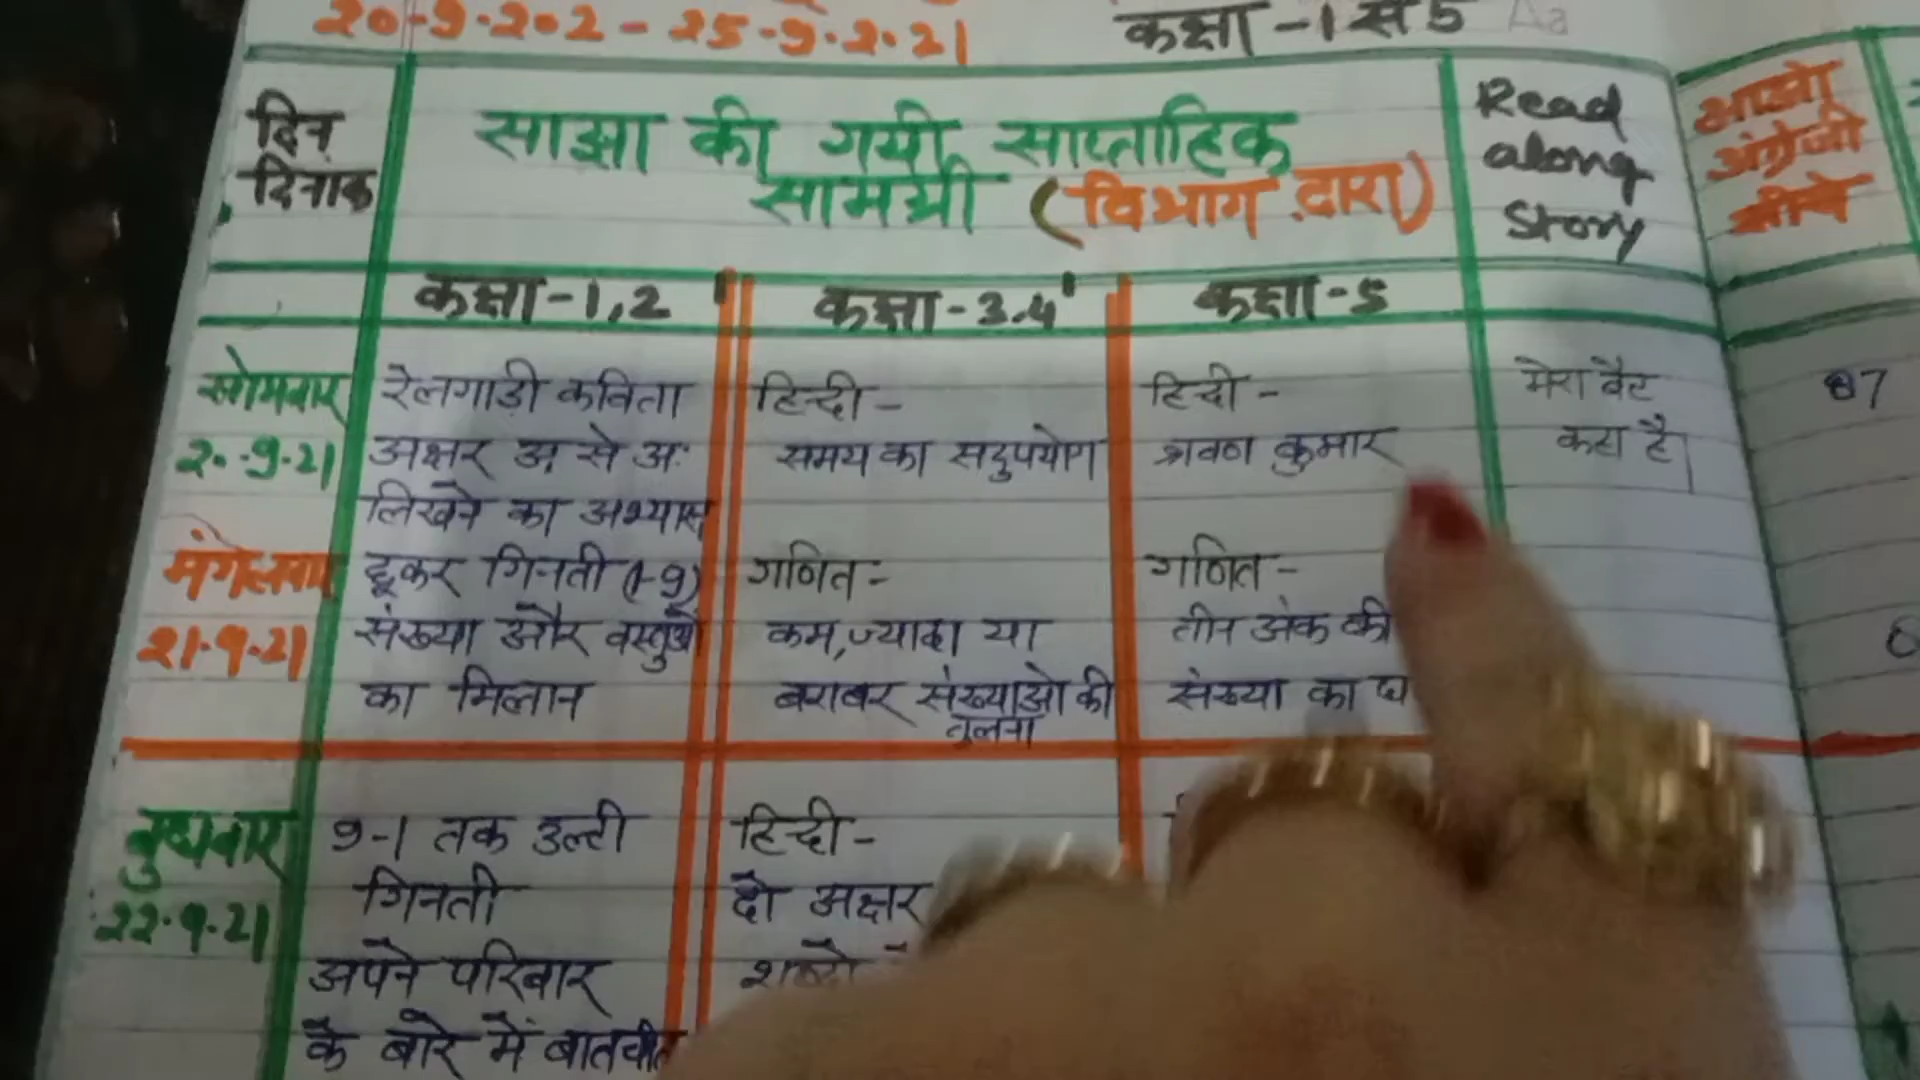 20-9-202 - 25-9-2021 कक्षा -1 से 5 Aa
दिन
दिनांक
साझा की गयी साप्ताहिक
सामग्री (विभाग द्वारा)
Read
along
Story
आओ
अंग्रेजी
सीखे
कक्षा -1,2
कक्षा - 3.4
कक्षा -5
सोमवार
20.9.21
रेलगाड़ी कविता
अक्षर अ से अः
लिखने का अभ्यास
हिन्दी -
समय का सदुपयोग
हिन्दी -
श्रवण कुमार
मेरा बैट
कहा है।
87
मंगलवार
21.9.21
छूकर गिनती (1-9)
संख्या और वस्तुओ
का मिलान
गणित -
कम, ज्यादा या
बराबर संख्याओ की
तुलना
गणित -
तीन अंक की
संख्या का
बुधवार
22.9.21
9-1 तक उल्टी
गिनती
अपने परिवार
के बारे में बातचीत
हिन्दी -
दो अक्षर